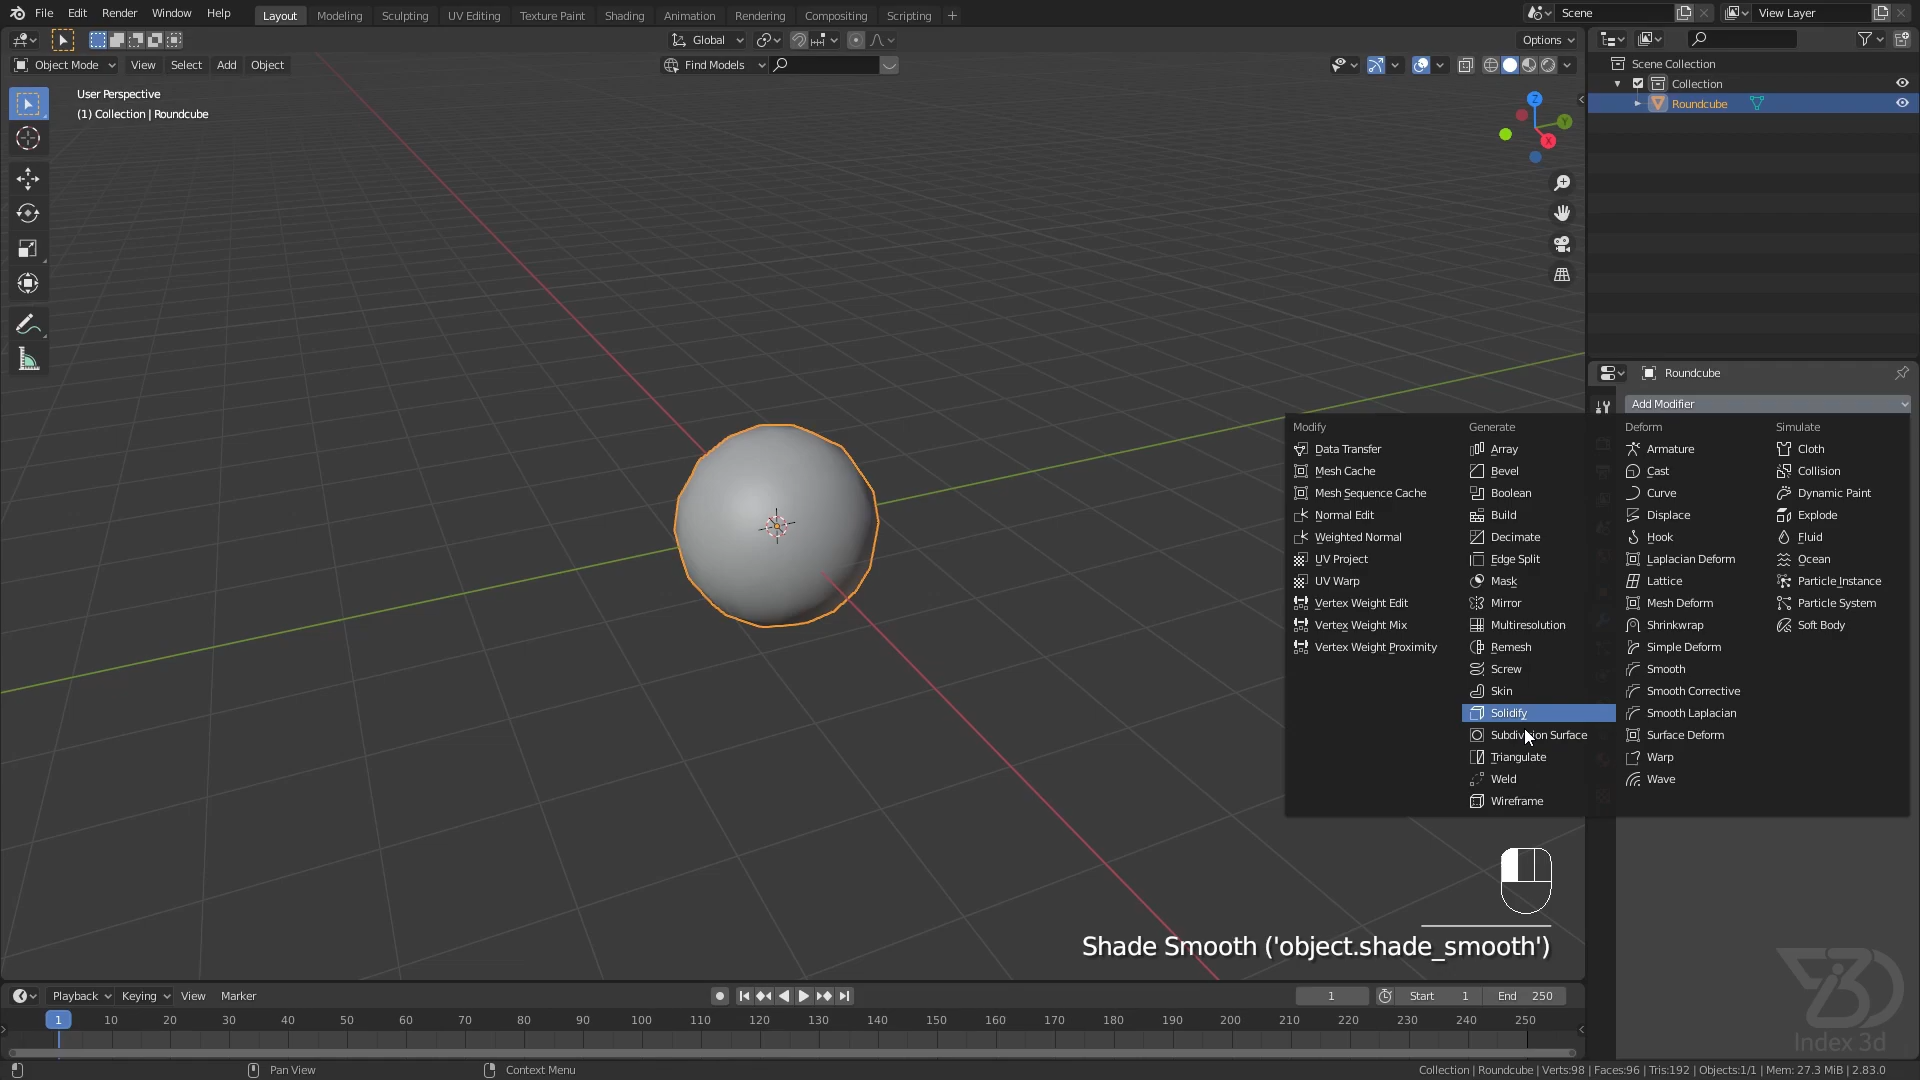 File Edit Render Window Help Layout Modeling Sculpting UV Editing Texture Paint Shading Animation Rendering Compositing Scripting + Scene View Layer
Global Options
Object Mode View Select Add Object Find Models
User Perspective
(1) Collection | Roundcube
Z
Y
X
Scene Collection
Collection
Roundcube
Roundcube
Add Modifier
Modify
Data Transfer
Mesh Cache
Mesh Sequence Cache
Normal Edit
Weighted Normal
UV Project
UV Warp
Vertex Weight Edit
Vertex Weight Mix
Vertex Weight Proximity
Generate
Array
Bevel
Boolean
Build
Decimate
Edge Split
Mask
Mirror
Multiresolution
Remesh
Screw
Skin
Solidify
Subdivision Surface
Triangulate
Weld
Wireframe
Deform
Armature
Cast
Curve
Displace
Hook
Laplacian Deform
Lattice
Mesh Deform
Shrinkwrap
Simple Deform
Smooth
Smooth Corrective
Smooth Laplacian
Surface Deform
Warp
Wave
Simulate
Cloth
Collision
Dynamic Paint
Explode
Fluid
Ocean
Particle Instance
Particle System
Soft Body
Shade Smooth ('object.shade_smooth')
Playback Keying View Marker 1 Start 1 End 250
1 10 20 30 40 50 60 70 80 90 100 110 120 130 140 150 160 170 180 190 200 210 220 230 240 250
Index 3d
Pan View Context Menu Collection | Roundcube | Verts:98 | Faces:96 | Tris:192 | Objects:1/1 | Mem: 27.3 MiB | 2.83.0